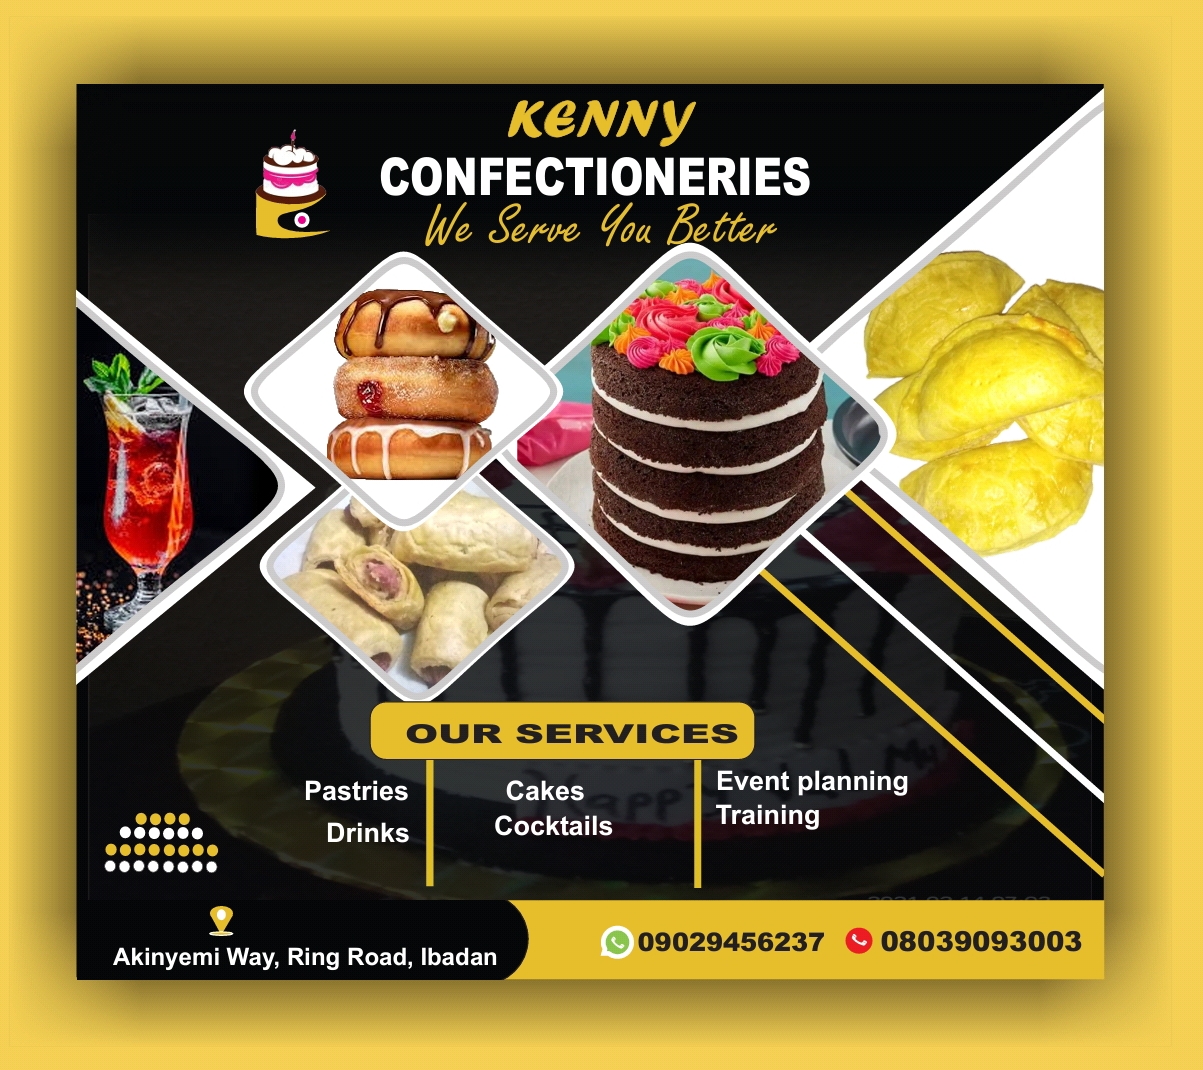 KENNY
CONFECTIONERIES
We Serve You Better
OUR SERVICES
Pastries
Drinks
Cakes
Cocktails
Event planning
Training
Akinyemi Way, Ring Road, Ibadan
09029456237
08039093003